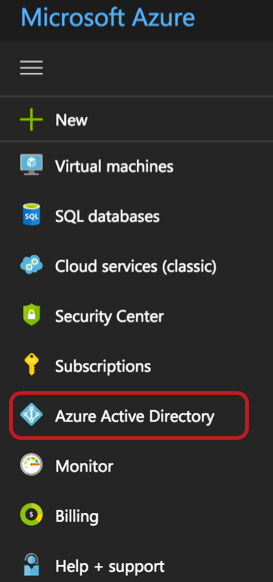 Microsoft Azure
New
Virtual machines
SQL databases
Cloud services (classic)
Security Center
Subscriptions
Azure Active Directory
Monitor
Billing
Help + support